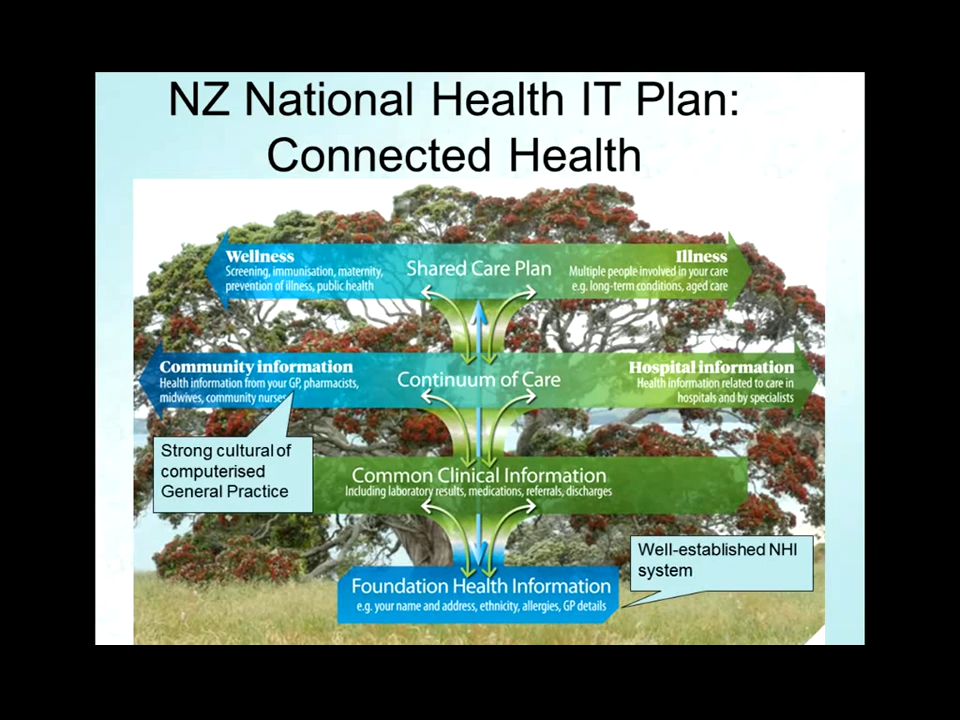 NZ National Health IT Plan:
Connected Health
Wellness
Screening, immunisation, maternity,
prevention of illness, public health
Shared Care Plan
Illness
Multiple people involved in your care
e.g. long-term conditions, aged care
Community information
Health information from your GP, pharmacists,
midwives, community nurses
Continuum of Care
Hospital information
Health information related to care in
hospitals and by specialists
Strong cultural of
computerised
General Practice
Common Clinical Information
Including laboratory results, medications, referrals, discharges
Well-established NHI
system
Foundation Health Information
e.g. your name and address, ethnicity, allergies, GP details